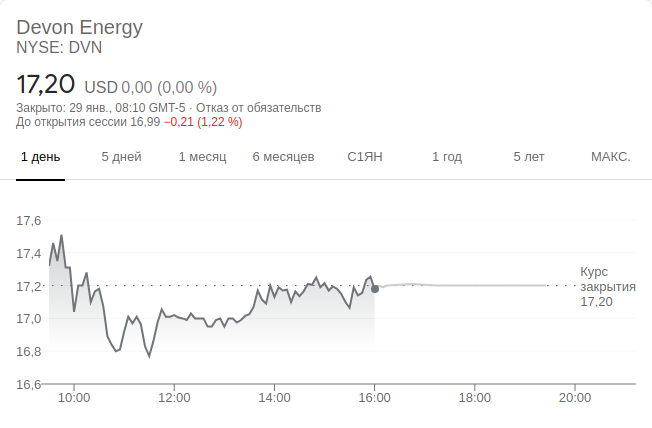 Devon Energy
NYSE: DVN
17,20 USD 0,00 (0,00 %)
Закрыто: 29 янв., 08:10 GMT-5 · Отказ от обязательств
До открытия сессии 16,99 −0,21 (1,22 %)
1 день 5 дней 1 месяц 6 месяцев С1ЯН 1 год 5 лет МАКС.
17,6
17,4
17,2
17,0
16,8
16,6
Курс
закрытия
17,20
10:00 12:00 14:00 16:00 18:00 20:00